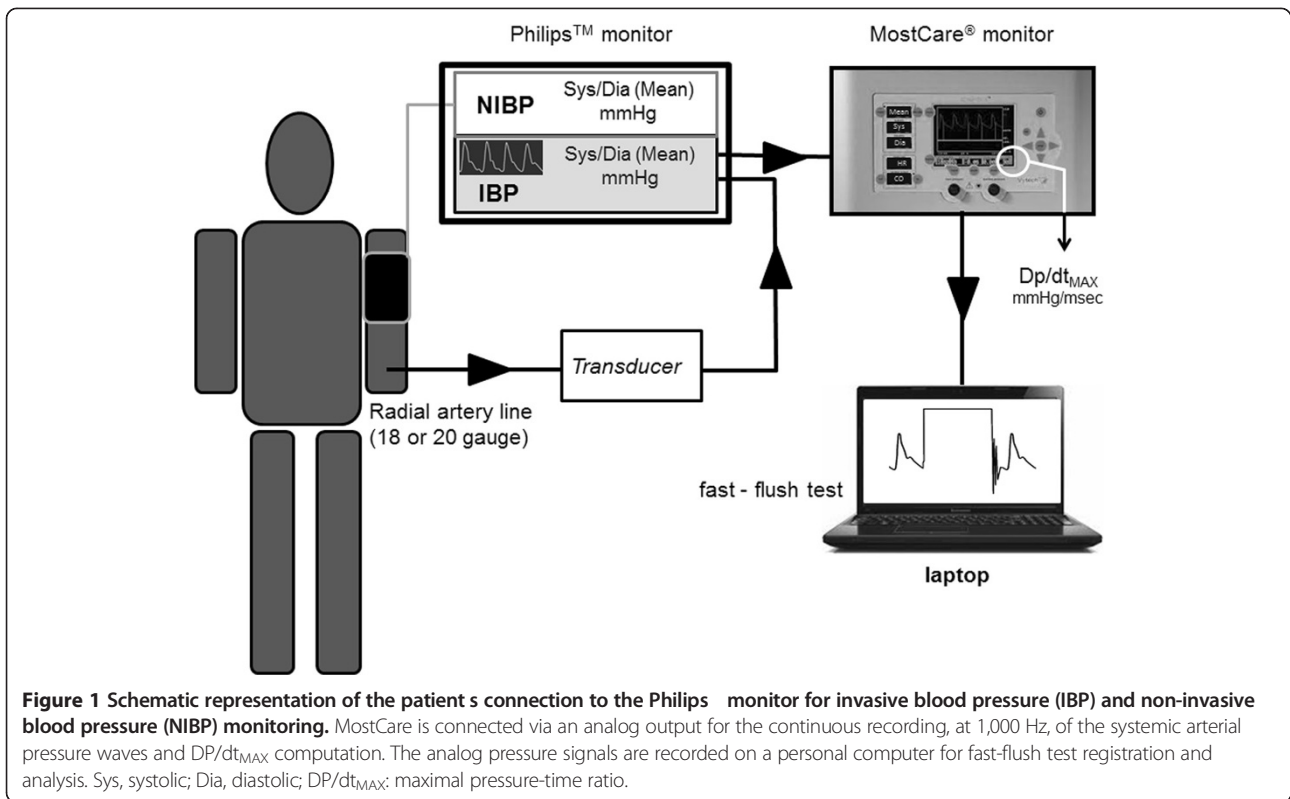 Philips™ monitor
MostCare® monitor
NIBP
Sys/Dia (Mean)
mmHg
IBP
Sys/Dia (Mean)
mmHg
Mean
Sys
Dia
HR
CO
Dp/dtMAX
mmHg/msec
Transducer
Radial artery line
(18 or 20 gauge)
fast - flush test
laptop
Figure 1 Schematic representation of the patient s connection to the Philips monitor for invasive blood pressure (IBP) and non-invasive
blood pressure (NIBP) monitoring. MostCare is connected via an analog output for the continuous recording, at 1,000 Hz, of the systemic arterial
pressure waves and DP/dtMAX computation. The analog pressure signals are recorded on a personal computer for fast-flush test registration and
analysis. Sys, systolic; Dia, diastolic; DP/dtMAX: maximal pressure-time ratio.